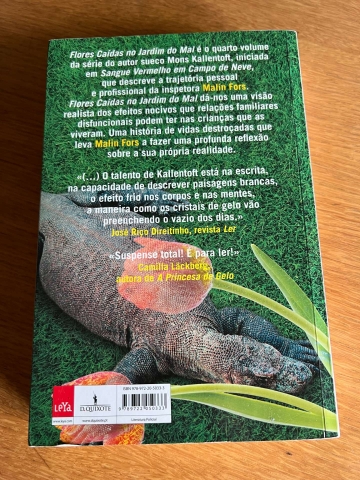 Flores Caídas no Jardim do Mal é o quarto volume
da série do autor sueco Mons Kallentoft, iniciada
em Sangue Vermelho em Campo de Neve,
que descreve a trajetória pessoal
e profissional da inspetora Malin Fors.
Flores Caídas no Jardim do Mal dá-nos uma visão
realista dos efeitos nocivos que relações familiares
disfuncionais podem ter nas crianças que as
viveram. Uma história de vidas destroçadas que
leva Malin Fors a fazer uma profunda reflexão
sobre a sua própria realidade.
«(...) O talento de Kallentoft está na escrita,
na capacidade de descrever paisagens brancas,
o efeito frio nos corpos e nas mentes,
a maneira como os cristais de gelo vão
preenchendo o vazio dos dias.»
José Riço Direitinho, revista Ler
«Suspense total! É para ler!»
Camilla Läckberg,
autora de A Princesa de Gelo
LeYa
D.QUIXOTE